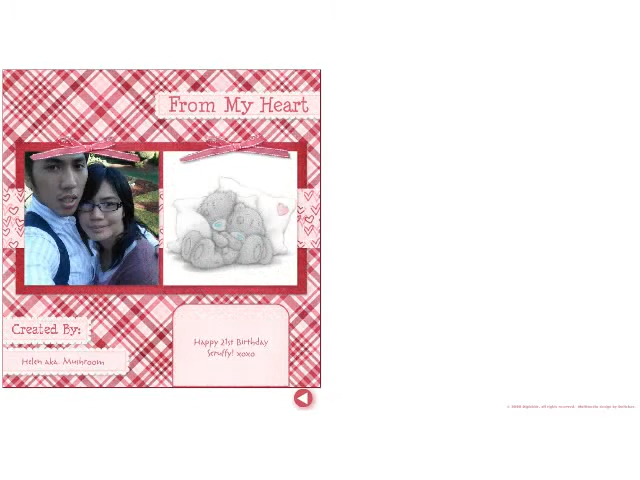 From My Heart
Created By:
Helen aka. Mushroom
Happy 21st Birthday
Scruffy! xoxo